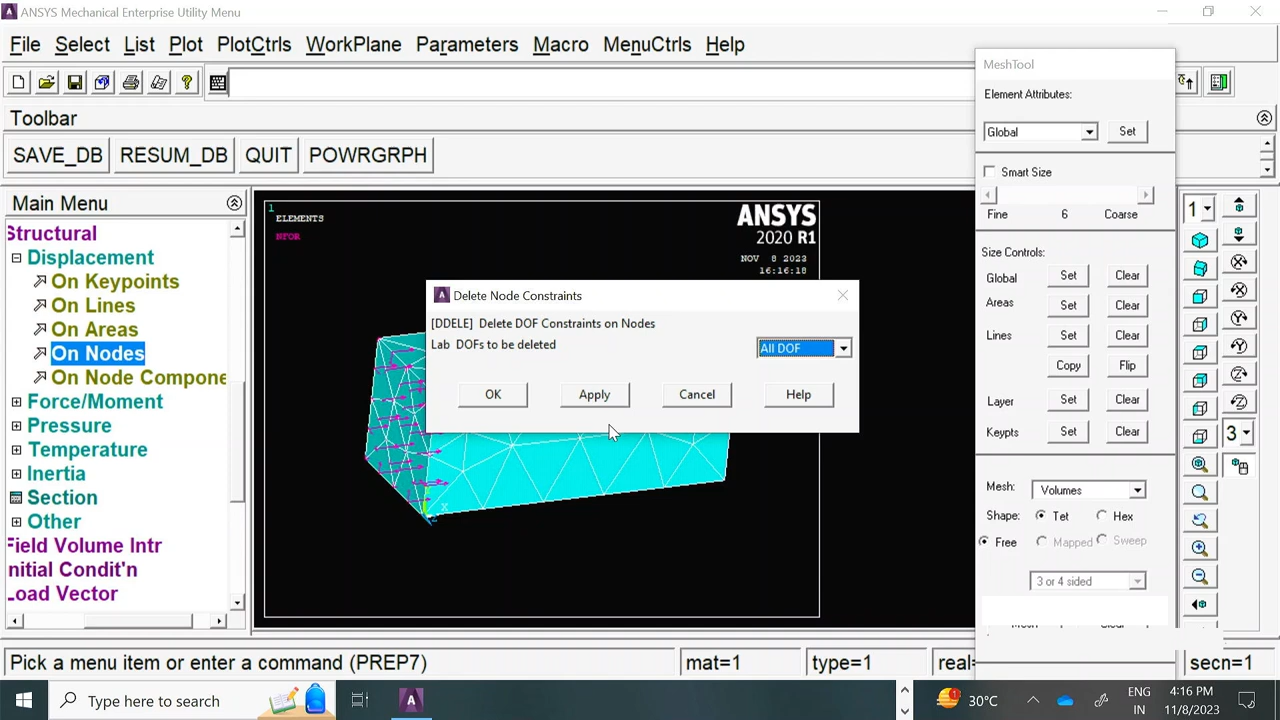 ANSYS Mechanical Enterprise Utility Menu
File Select List Plot PlotCtrls WorkPlane Parameters Macro MenuCtrls Help
Toolbar
SAVE_DB RESUM_DB QUIT POWRGRPH
Main Menu
Structural
Displacement
On Keypoints
On Lines
On Areas
On Nodes
On Node Compone
Force/Moment
Pressure
Temperature
Inertia
Section
Other
Field Volume Intr
nitial Condit'n
Load Vector
1
ELEMENTS
NFOR
ANSYS
2020 R1
NOV 8 2023
16:16:18
X
Z
Delete Node Constraints
[DDELE] Delete DOF Constraints on Nodes
Lab DOFs to be deleted
All DOF
OK Apply Cancel Help
MeshTool
Element Attributes:
Global Set
Smart Size
Fine 6 Coarse
Size Controls:
Global Set Clear
Areas Set Clear
Lines Set Clear
Copy Flip
Layer Set Clear
Keypts Set Clear
Mesh: Volumes
Shape: Tet Hex
Free Mapped Sweep
3 or 4 sided
1
3
Pick a menu item or enter a command (PREP7)
mat=1 type=1 real= secn=1
Type here to search
A
1
30°C
ENG
IN
4:16 PM
11/8/2023